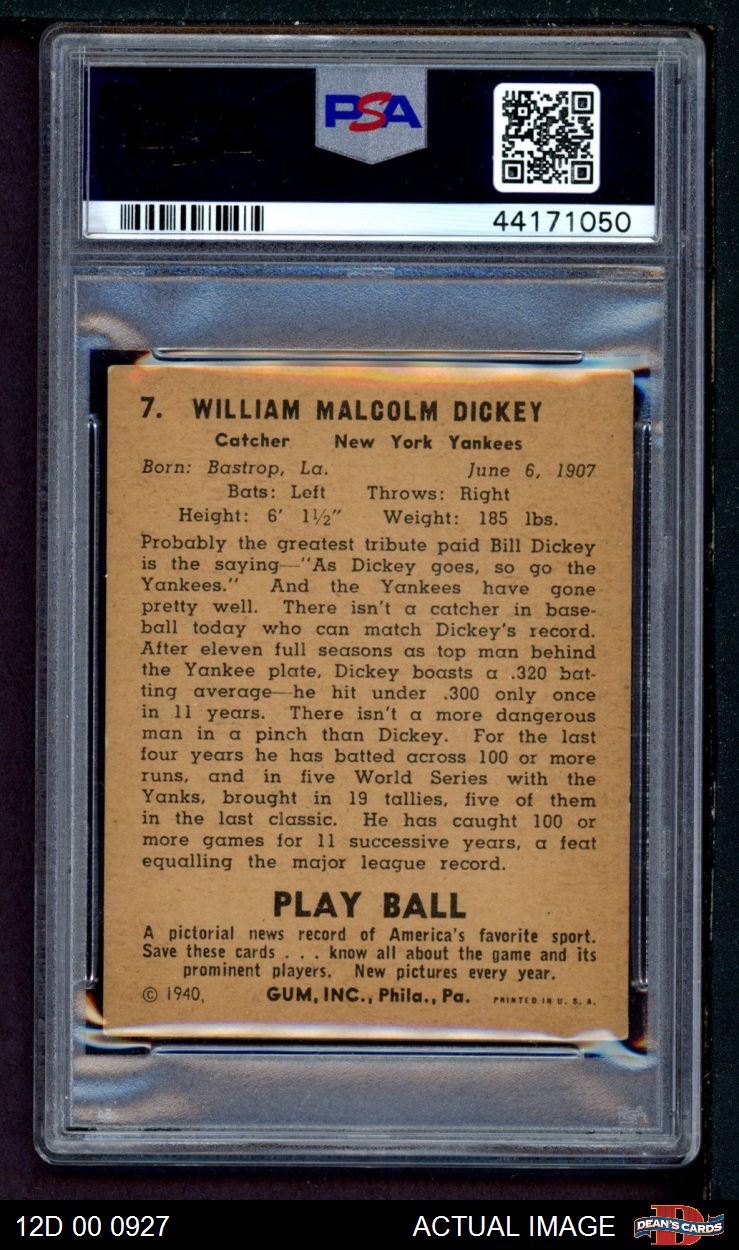 PSA
44171050
7. WILLIAM MALCOLM DICKEY
Catcher New York Yankees
Born: Bastrop, La. June 6, 1907
Bats: Left Throws: Right
Height: 6' 1½" Weight: 185 lbs.
Probably the greatest tribute paid Bill Dickey
is the saying—"As Dickey goes, so go the
Yankees." And the Yankees have gone
pretty well. There isn't a catcher in base-
ball today who can match Dickey's record.
After eleven full seasons as top man behind
the Yankee plate, Dickey boasts a .320 bat-
ting average—he hit under .300 only once
in 11 years. There isn't a more dangerous
man in a pinch than Dickey. For the last
four years he has batted across 100 or more
runs, and in five World Series with the
Yanks, brought in 19 tallies, five of them
in the last classic. He has caught 100 or
more games for 11 successive years, a feat
equalling the major league record.
PLAY BALL
A pictorial news record of America's favorite sport.
Save these cards . . . know all about the game and its
prominent players. New pictures every year.
© 1940, GUM, INC., Phila., Pa. PRINTED IN U. S. A.
PSA
12D 00 0927 ACTUAL IMAGE DEAN'S CARDS